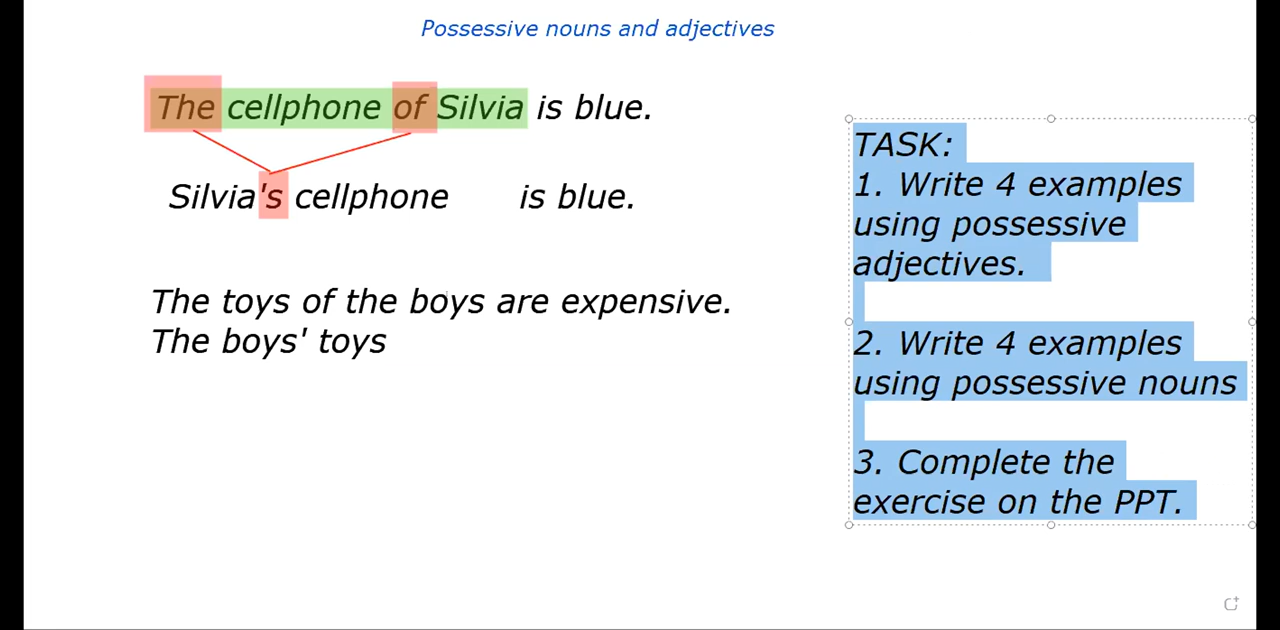 Possessive nouns and adjectives
The cellphone of Silvia is blue.
Silvia's cellphone is blue.
The toys of the boys are expensive.
The boys' toys
TASK:
1. Write 4 examples
using possessive
adjectives.
2. Write 4 examples
using possessive nouns
3. Complete the
exercise on the PPT.